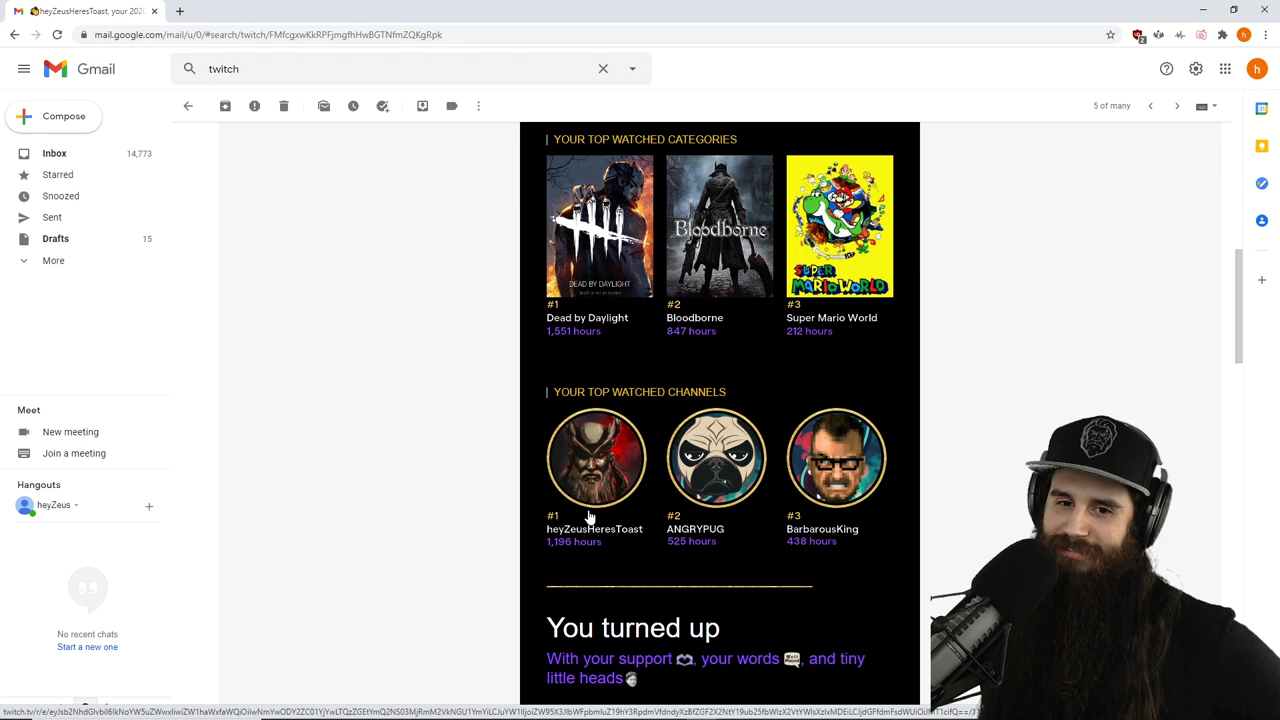 heyZeusHeresToast, your 202
mail.google.com/mail/u/0/#search/twitch/FMfcgxwKkRPFjmgfhHwBGTNfmZQKgRpk
2
h
Gmail
twitch
h
Compose
5 of many
Inbox 14,773
Starred
Snoozed
Sent
Drafts 15
More
Meet
New meeting
Join a meeting
Hangouts
heyZeus
No recent chats
Start a new one
YOUR TOP WATCHED CATEGORIES
DEAD BY DAYLIGHT
Bloodborne
SUPER MARIO WORLD
#1 #2 #3
Dead by Daylight Bloodborne Super Mario World
1,551 hours 847 hours 212 hours
YOUR TOP WATCHED CHANNELS
#1 #2 #3
heyZeusHeresToast ANGRYPUG BarbarousKing
1,196 hours 525 hours 438 hours
You turned up
With your support , your words , and tiny
little heads